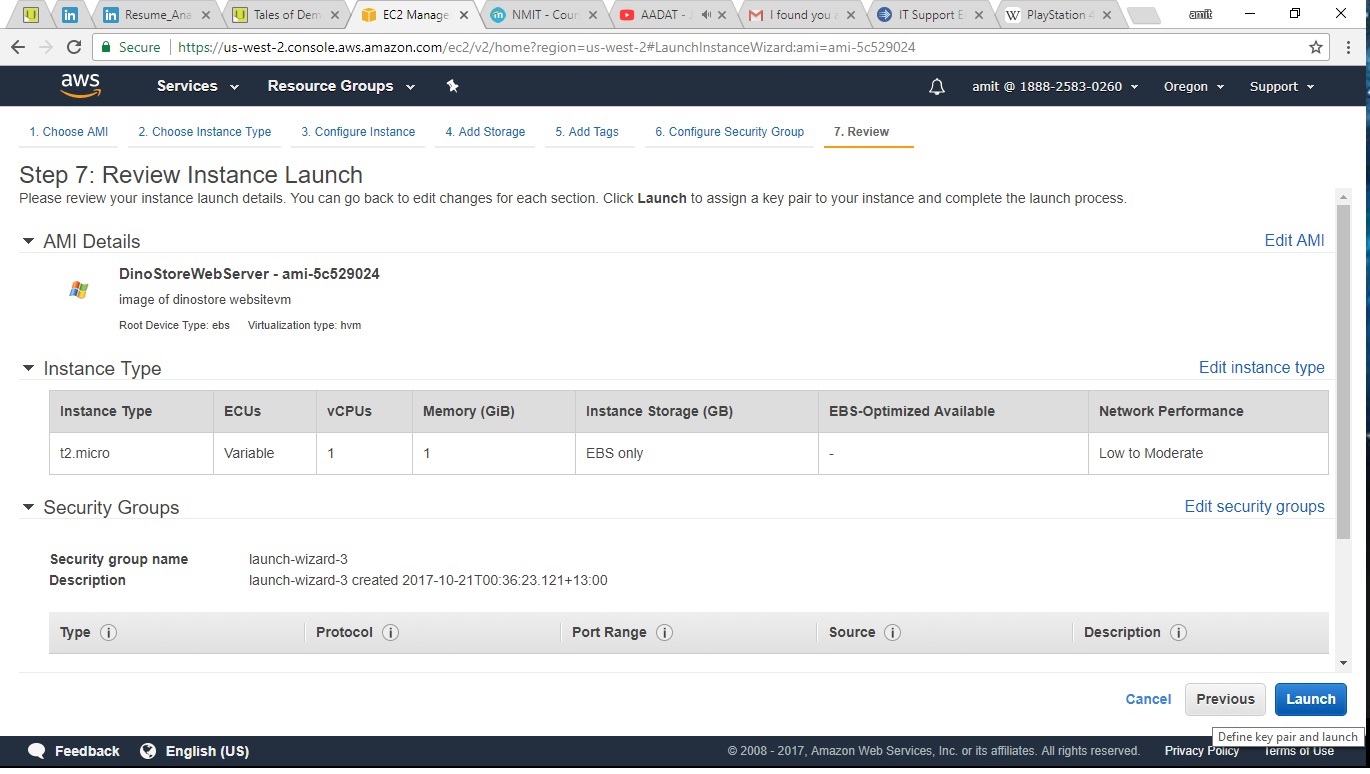 Resume_Ana
Tales of Dem
EC2 Manage
NMIT - Coun
AADAT - J
I found you a
IT Support E
PlayStation 4
amit
Secure https://us-west-2.console.aws.amazon.com/ec2/v2/home?region=us-west-2#LaunchInstanceWizard:ami=ami-5c529024
aws Services Resource Groups amit @ 1888-2583-0260 Oregon Support
1. Choose AMI 2. Choose Instance Type 3. Configure Instance 4. Add Storage 5. Add Tags 6. Configure Security Group 7. Review
Step 7: Review Instance Launch
Please review your instance launch details. You can go back to edit changes for each section. Click Launch to assign a key pair to your instance and complete the launch process.
AMI Details Edit AMI
DinoStoreWebServer - ami-5c529024
image of dinostore websitevm
Root Device Type: ebs Virtualization type: hvm
Instance Type Edit instance type
Instance Type ECUs vCPUs Memory (GiB) Instance Storage (GB) EBS-Optimized Available Network Performance
t2.micro Variable 1 1 EBS only - Low to Moderate
Security Groups Edit security groups
Security group name launch-wizard-3
Description launch-wizard-3 created 2017-10-21T00:36:23.121+13:00
Type Protocol Port Range Source Description
Cancel Previous Launch
Define key pair and launch
Feedback English (US) © 2008 - 2017, Amazon Web Services, Inc. or its affiliates. All rights reserved. Privacy Policy Terms of Use